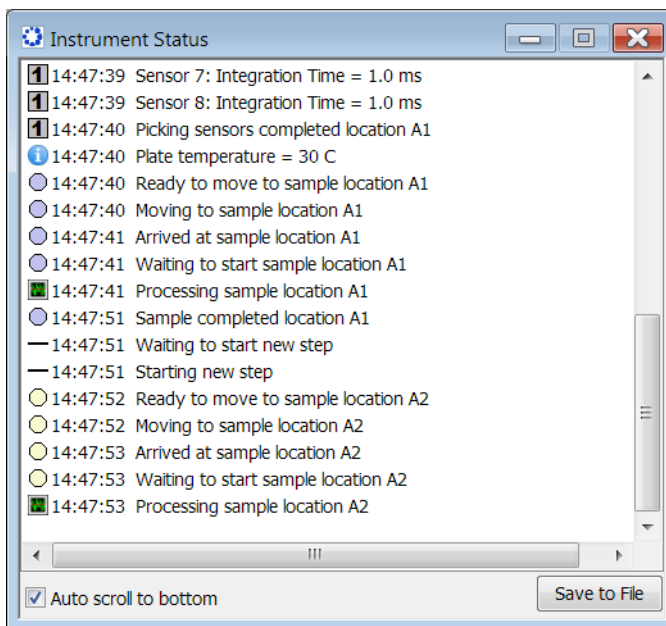 Instrument Status
1 14:47:39 Sensor 7: Integration Time = 1.0 ms
1 14:47:39 Sensor 8: Integration Time = 1.0 ms
1 14:47:40 Picking sensors completed location A1
i 14:47:40 Plate temperature = 30 C
14:47:40 Ready to move to sample location A1
14:47:40 Moving to sample location A1
14:47:41 Arrived at sample location A1
14:47:41 Waiting to start sample location A1
14:47:41 Processing sample location A1
14:47:51 Sample completed location A1
14:47:51 Waiting to start new step
14:47:51 Starting new step
14:47:52 Ready to move to sample location A2
14:47:52 Moving to sample location A2
14:47:53 Arrived at sample location A2
14:47:53 Waiting to start sample location A2
14:47:53 Processing sample location A2
Auto scroll to bottom Save to File